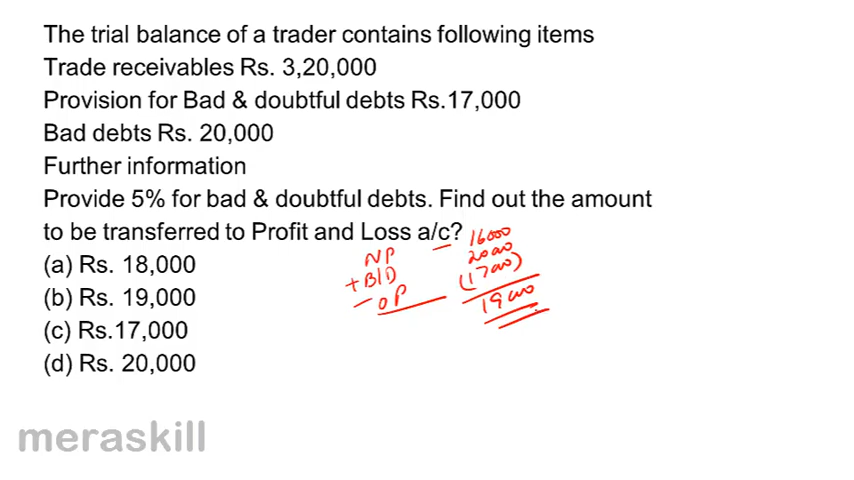 The trial balance of a trader contains following items
Trade receivables Rs. 3,20,000
Provision for Bad & doubtful debts Rs.17,000
Bad debts Rs. 20,000
Further information
Provide 5% for bad & doubtful debts. Find out the amount
to be transferred to Profit and Loss a/c?
(a) Rs. 18,000
(b) Rs. 19,000
(c) Rs.17,000
(d) Rs. 20,000
NP 16000
+ B/D 20000
- OP (17000)
19000
meraskill